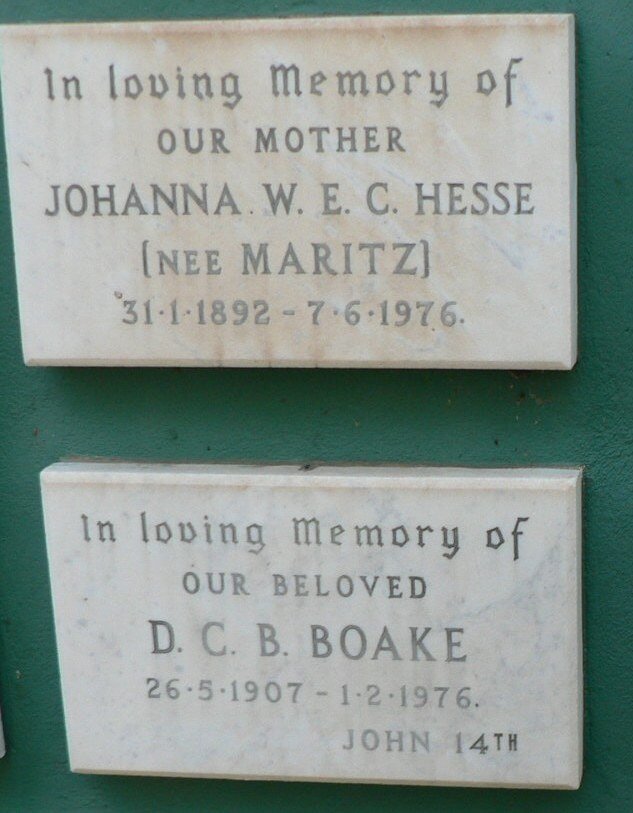 In loving Memory of
OUR MOTHER
JOHANNA. W. E. C. HESSE
(NEE MARITZ)
31·1·1892 – 7·6·1976.
In loving Memory of
OUR BELOVED
D. C. B. BOAKE
26·5·1907 – 1·2·1976.
JOHN 14TH